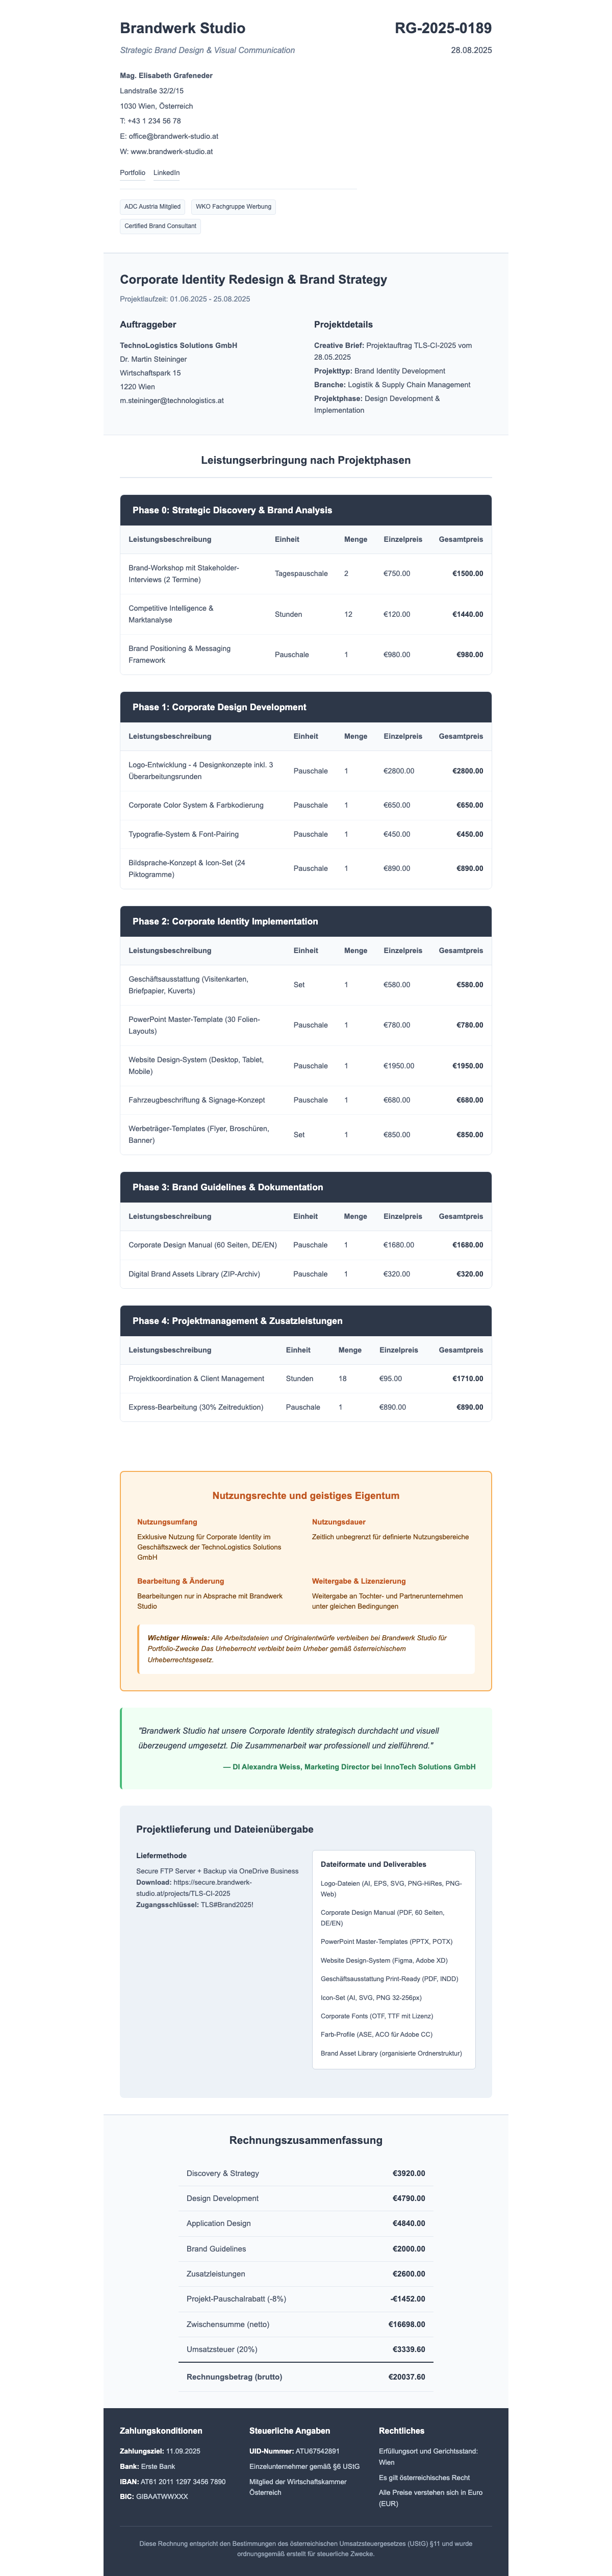 Brandwerk Studio
RG-2025-0189
Strategic Brand Design & Visual Communication
28.08.2025
Mag. Elisabeth Grafeneder
Landstraße 32/2/15
1030 Wien, Österreich
T: +43 1 234 56 78
E: office@brandwerk-studio.at
W: www.brandwerk-studio.at
Portfolio LinkedIn
ADC Austria Mitglied WKO Fachgruppe Werbung
Certified Brand Consultant
Corporate Identity Redesign & Brand Strategy
Projektlaufzeit: 01.06.2025 - 25.08.2025
Auftraggeber
TechnoLogistics Solutions GmbH
Dr. Martin Steininger
Wirtschaftspark 15
1220 Wien
m.steininger@technologistics.at
Projektdetails
Creative Brief: Projektauftrag TLS-CI-2025 vom
28.05.2025
Projekttyp: Brand Identity Development
Branche: Logistik & Supply Chain Management
Projektphase: Design Development &
Implementation
Leistungserbringung nach Projektphasen
Phase 0: Strategic Discovery & Brand Analysis
Leistungsbeschreibung Einheit Menge Einzelpreis Gesamtpreis
Brand-Workshop mit Stakeholder-
Interviews (2 Termine) Tagespauschale 2 €750.00 €1500.00
Competitive Intelligence &
Marktanalyse Stunden 12 €120.00 €1440.00
Brand Positioning & Messaging
Framework Pauschale 1 €980.00 €980.00
Phase 1: Corporate Design Development
Leistungsbeschreibung Einheit Menge Einzelpreis Gesamtpreis
Logo-Entwicklung - 4 Designkonzepte inkl. 3
Überarbeitungsrunden Pauschale 1 €2800.00 €2800.00
Corporate Color System & Farbkodierung Pauschale 1 €650.00 €650.00
Typografie-System & Font-Pairing Pauschale 1 €450.00 €450.00
Bildsprache-Konzept & Icon-Set (24
Piktogramme) Pauschale 1 €890.00 €890.00
Phase 2: Corporate Identity Implementation
Leistungsbeschreibung Einheit Menge Einzelpreis Gesamtpreis
Geschäftsausstattung (Visitenkarten,
Briefpapier, Kuverts) Set 1 €580.00 €580.00
PowerPoint Master-Template (30 Folien-
Layouts) Pauschale 1 €780.00 €780.00
Website Design-System (Desktop, Tablet,
Mobile) Pauschale 1 €1950.00 €1950.00
Fahrzeugbeschriftung & Signage-Konzept Pauschale 1 €680.00 €680.00
Werbeträger-Templates (Flyer, Broschüren,
Banner) Set 1 €850.00 €850.00
Phase 3: Brand Guidelines & Dokumentation
Leistungsbeschreibung Einheit Menge Einzelpreis Gesamtpreis
Corporate Design Manual (60 Seiten, DE/EN) Pauschale 1 €1680.00 €1680.00
Digital Brand Assets Library (ZIP-Archiv) Pauschale 1 €320.00 €320.00
Phase 4: Projektmanagement & Zusatzleistungen
Leistungsbeschreibung Einheit Menge Einzelpreis Gesamtpreis
Projektkoordination & Client Management Stunden 18 €95.00 €1710.00
Express-Bearbeitung (30% Zeitreduktion) Pauschale 1 €890.00 €890.00
Nutzungsrechte und geistiges Eigentum
Nutzungsumfang
Exklusive Nutzung für Corporate Identity im
Geschäftszweck der TechnoLogistics Solutions
GmbH
Nutzungsdauer
Zeitlich unbegrenzt für definierte Nutzungsbereiche
Bearbeitung & Änderung
Bearbeitungen nur in Absprache mit Brandwerk
Studio
Weitergabe & Lizenzierung
Weitergabe an Tochter- und Partnerunternehmen
unter gleichen Bedingungen
Wichtiger Hinweis: Alle Arbeitsdateien und Originalentwürfe verbleiben bei Brandwerk Studio für
Portfolio-Zwecke Das Urheberrecht verbleibt beim Urheber gemäß österreichischem
Urheberrechtsgesetz.
"Brandwerk Studio hat unsere Corporate Identity strategisch durchdacht und visuell
überzeugend umgesetzt. Die Zusammenarbeit war professionell und zielführend."
— DI Alexandra Weiss, Marketing Director bei InnoTech Solutions GmbH
Projektlieferung und Dateienübergabe
Liefermethode
Secure FTP Server + Backup via OneDrive Business
Download: https://secure.brandwerk-
studio.at/projects/TLS-CI-2025
Zugangsschlüssel: TLS#Brand2025!
Dateiformate und Deliverables
Logo-Dateien (AI, EPS, SVG, PNG-HiRes, PNG-
Web)
Corporate Design Manual (PDF, 60 Seiten,
DE/EN)
PowerPoint Master-Templates (PPTX, POTX)
Website Design-System (Figma, Adobe XD)
Geschäftsausstattung Print-Ready (PDF, INDD)
Icon-Set (AI, SVG, PNG 32-256px)
Corporate Fonts (OTF, TTF mit Lizenz)
Farb-Profile (ASE, ACO für Adobe CC)
Brand Asset Library (organisierte Ordnerstruktur)
Rechnungszusammenfassung
Discovery & Strategy €3920.00
Design Development €4790.00
Application Design €4840.00
Brand Guidelines €2000.00
Zusatzleistungen €2600.00
Projekt-Pauschalrabatt (-8%) -€1452.00
Zwischensumme (netto) €16698.00
Umsatzsteuer (20%) €3339.60
Rechnungsbetrag (brutto) €20037.60
Zahlungskonditionen
Zahlungsziel: 11.09.2025
Bank: Erste Bank
IBAN: AT61 2011 1297 3456 7890
BIC: GIBAATWWXXX
Steuerliche Angaben
UID-Nummer: ATU67542891
Einzelunternehmer gemäß §6 UStG
Mitglied der Wirtschaftskammer
Österreich
Rechtliches
Erfüllungsort und Gerichtsstand:
Wien
Es gilt österreichisches Recht
Alle Preise verstehen sich in Euro
(EUR)
Diese Rechnung entspricht den Bestimmungen des österreichischen Umsatzsteuergesetzes (UStG) §11 und wurde
ordnungsgemäß erstellt für steuerliche Zwecke.